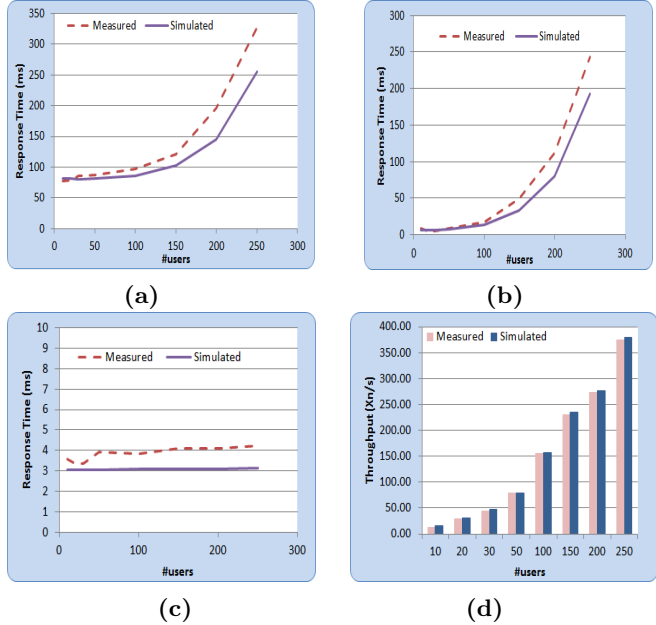 Measured Simulated
Response Time (ms)
350
300
250
200
150
100
50
0
0 50 100 150 200 250 300
#users
(a)
Measured Simulated
Response Time (ms)
300
250
200
150
100
50
0
0 100 200 300
#users
(b)
Measured Simulated
Response Time (ms)
10
9
8
7
6
5
4
3
2
1
0
0 100 200 300
#users
(c)
Measured Simulated
Throughput (Xn/s)
400.00
350.00
300.00
250.00
200.00
150.00
100.00
50.00
0.00
10 20 30 50 100 150 200 250
#users
(d)